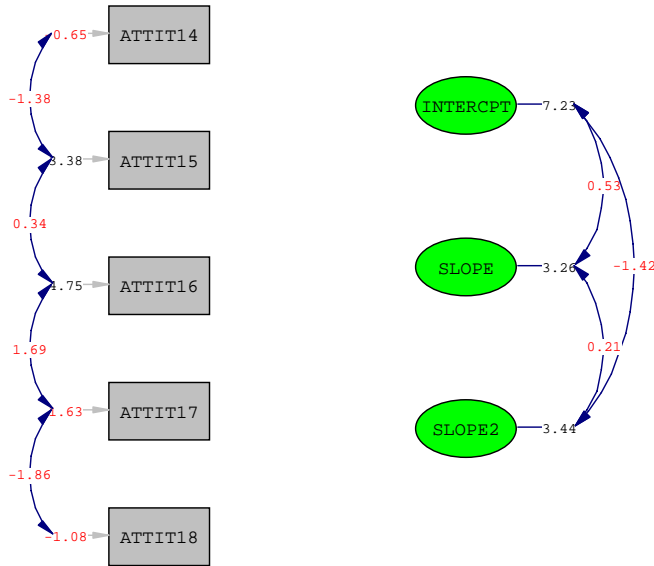 0.65 ATTIT14
-1.38
3.38 ATTIT15
0.34
4.75 ATTIT16
1.69
1.63 ATTIT17
-1.86
-1.08 ATTIT18
INTERCPT 7.23
0.53
SLOPE 3.26
-1.42
0.21
SLOPE2 3.44